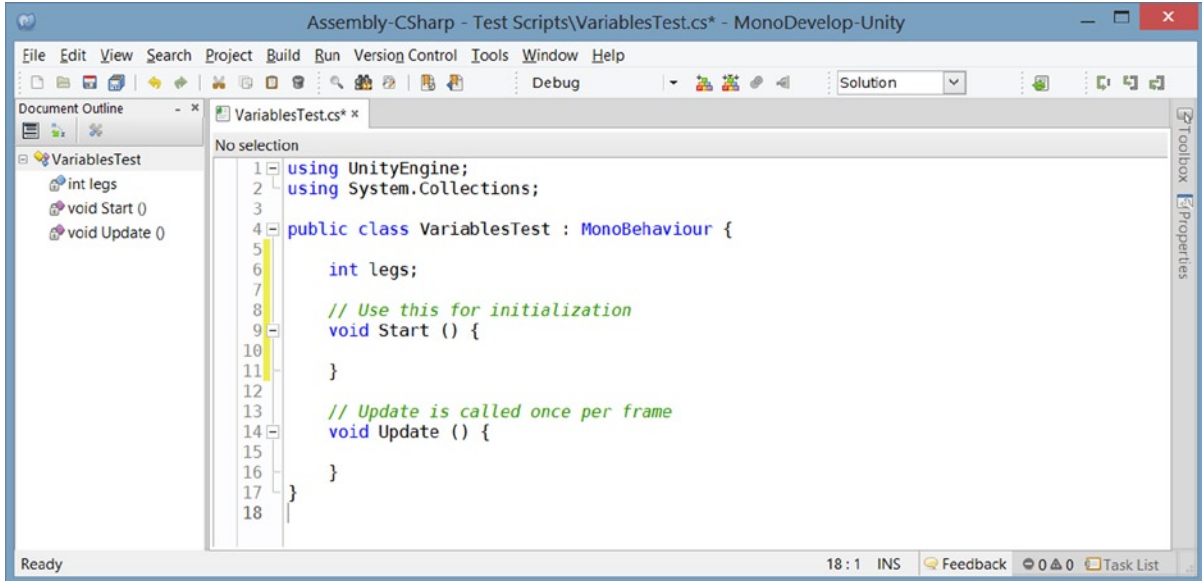 Assembly-CSharp - Test Scripts\VariablesTest.cs* - MonoDevelop-Unity
File Edit View Search Project Build Run Version Control Tools Window Help
Debug Solution
Document Outline
VariablesTest.cs*
No selection
VariablesTest
int legs
void Start ()
void Update ()
1 using UnityEngine;
2 using System.Collections;
3
4 public class VariablesTest : MonoBehaviour {
5
6 int legs;
7
8 // Use this for initialization
9 void Start () {
10
11 }
12
13 // Update is called once per frame
14 void Update () {
15
16 }
17 }
18
Toolbox
Properties
Ready 18 : 1 INS Feedback 0 0 Task List